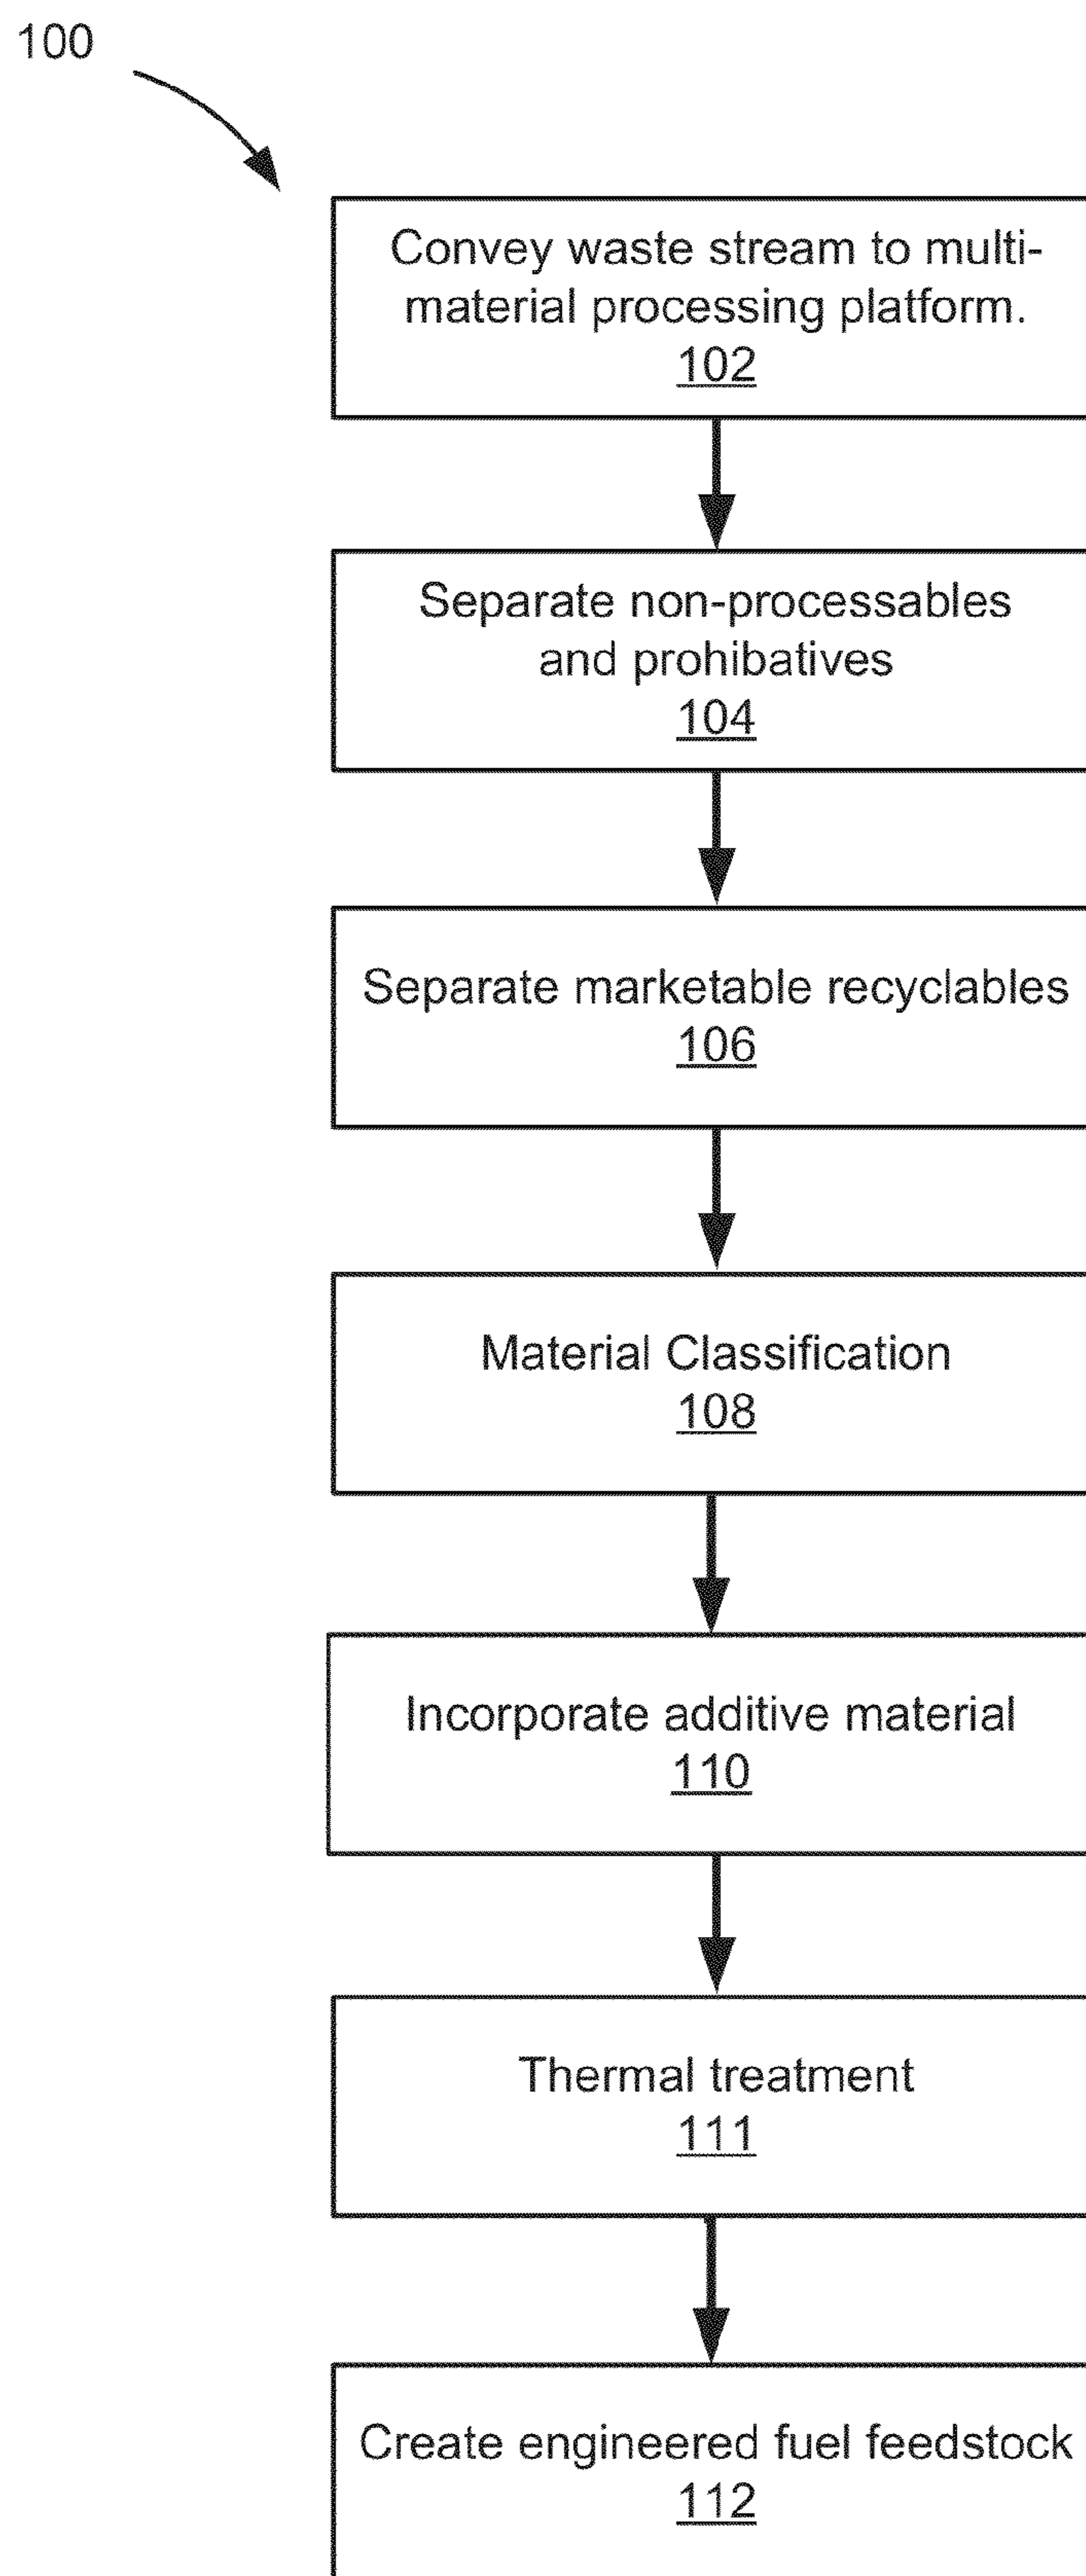 100
Convey waste stream to multi-
material processing platform.
102
Separate non-processables
and prohibatives
104
Separate marketable recyclables
106
Material Classification
108
Incorporate additive material
110
Thermal treatment
111
Create engineered fuel feedstock
112